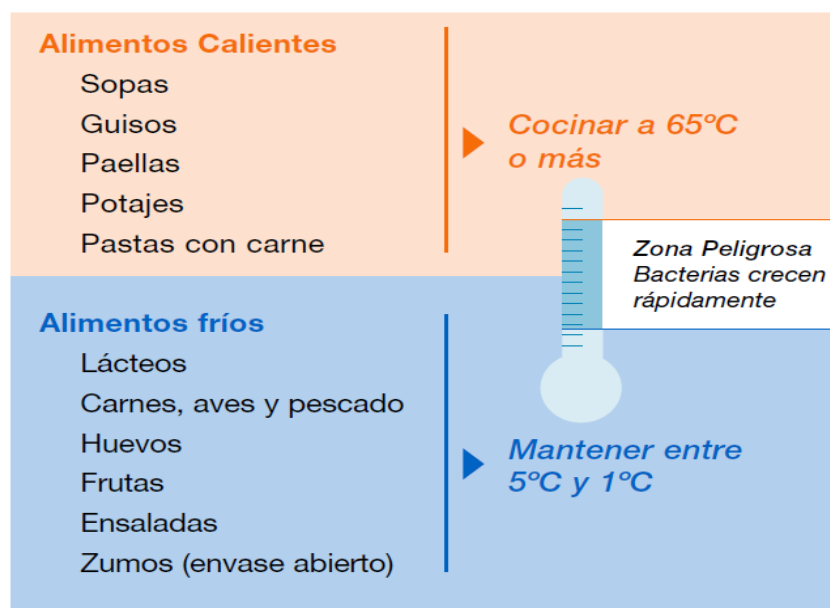 Alimentos Calientes
Sopas
Guisos
Paellas
Potajes
Pastas con carne
Cocinar a 65ºC
o más
Zona Peligrosa
Bacterias crecen
rápidamente
Alimentos fríos
Lácteos
Carnes, aves y pescado
Huevos
Frutas
Ensaladas
Zumos (envase abierto)
Mantener entre
5ºC y 1ºC